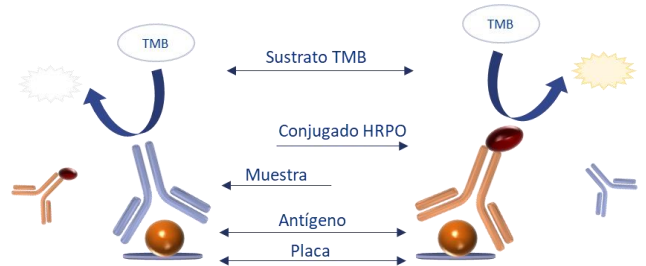 TMB
TMB
Sustrato TMB
Conjugado HRPO
Muestra
Antígeno
Placa